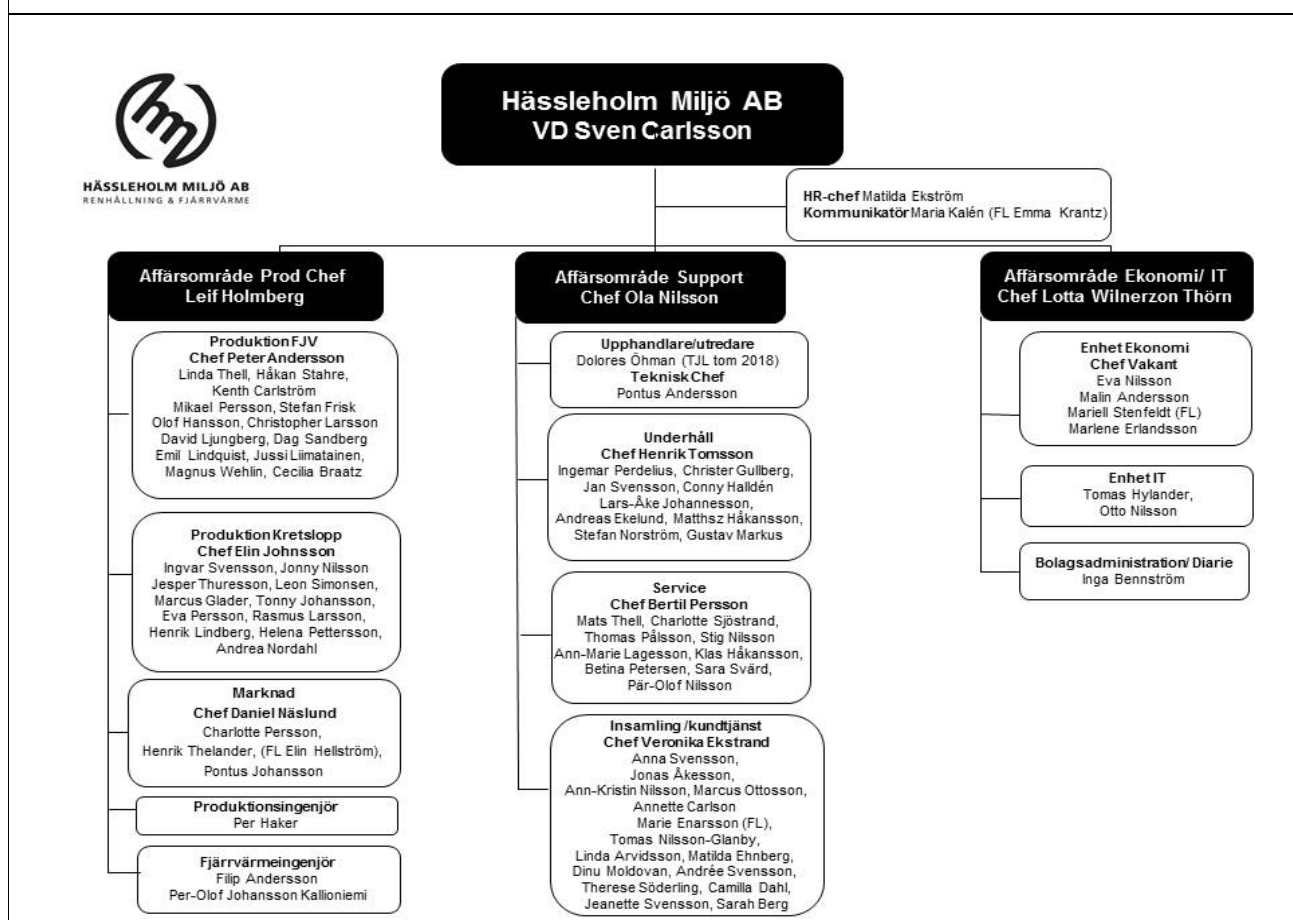 HÄSSLEHOLM MILJÖ AB
RENHÅLLNING & FJÄRRVÄRME
Hässleholm Miljö AB
VD Sven Carlsson
HR-chef Matilda Ekström
Kommunikatör Maria Kalén (FL Emma Krantz)
Affärsområde Prod Chef
Leif Holmberg
Produktion FJV
Chef Peter Andersson
Linda Thell, Håkan Stahre,
Kenth Carlström
Mikael Persson, Stefan Frisk
Olof Hansson, Christopher Larsson
David Ljungberg, Dag Sandberg
Emil Lindquist, Jussi Liimatainen,
Magnus Wehlin, Cecilia Braatz
Produktion Kretslopp
Chef Elin Johnsson
Ingvar Svensson, Jonny Nilsson
Jesper Thuresson, Leon Simonsen,
Marcus Glader, Tonny Johansson,
Eva Persson, Rasmus Larsson,
Henrik Lindberg, Helena Pettersson,
Andrea Nordahl
Marknad
Chef Daniel Näslund
Charlotte Persson,
Henrik Thelander, (FL Elin Hellström),
Pontus Johansson
Produktionsingenjör
Per Haker
Fjärrvärmeingenjör
Filip Andersson
Per-Olof Johansson Kallioniemi
Affärsområde Support
Chef Ola Nilsson
Upphandlare/utredare
Dolores Öhman (TJL tom 2018)
Teknisk Chef
Pontus Andersson
Underhåll
Chef Henrik Tomsson
Ingemar Perdelius, Christer Gullberg,
Jan Svensson, Conny Halldén
Lars-Åke Johannesson,
Andreas Ekelund, Matthsz Håkansson,
Stefan Norström, Gustav Markus
Service
Chef Bertil Persson
Mats Thell, Charlotte Sjöstrand,
Thomas Pålsson, Stig Nilsson
Ann-Marie Lagesson, Klas Håkansson,
Betina Petersen, Sara Svärd,
Pär-Olof Nilsson
Insamling /kundtjänst
Chef Veronika Ekstrand
Anna Svensson,
Jonas Åkesson,
Ann-Kristin Nilsson, Marcus Ottosson,
Annette Carlson
Marie Enarsson (FL),
Tomas Nilsson-Glanby,
Linda Arvidsson, Matilda Ehnberg,
Dinu Moldovan, Andrée Svensson,
Therese Söderling, Camilla Dahl,
Jeanette Svensson, Sarah Berg
Affärsområde Ekonomi/ IT
Chef Lotta Wilnerzon Thörn
Enhet Ekonomi
Chef Vakant
Eva Nilsson
Malin Andersson
Mariell Stenfeldt (FL)
Marlene Erlandsson
Enhet IT
Tomas Hylander,
Otto Nilsson
Bolagsadministration/ Diarie
Inga Bennström